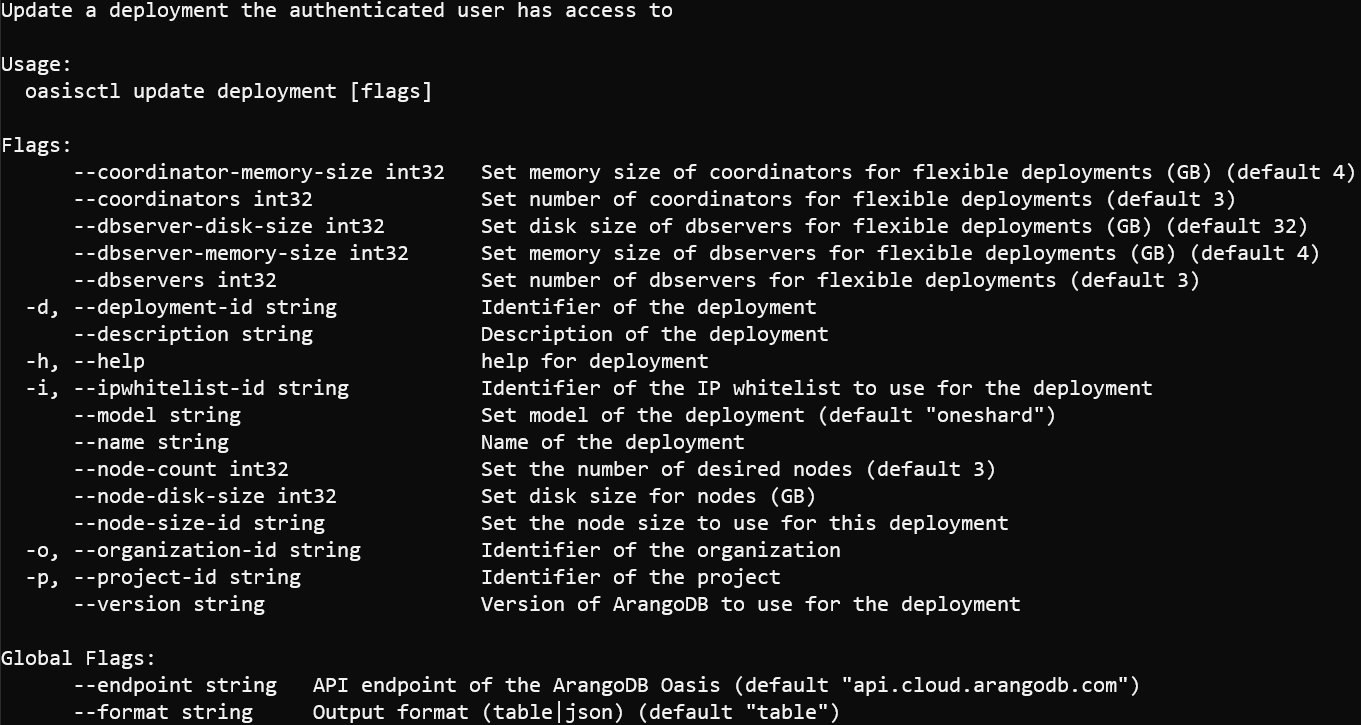 Update a deployment the authenticated user has access to
Usage:
oasisctl update deployment [flags]
Flags:
--coordinator-memory-size int32 Set memory size of coordinators for flexible deployments (GB) (default 4)
--coordinators int32 Set number of coordinators for flexible deployments (default 3)
--dbserver-disk-size int32 Set disk size of dbservers for flexible deployments (GB) (default 32)
--dbserver-memory-size int32 Set memory size of dbservers for flexible deployments (GB) (default 4)
--dbservers int32 Set number of dbservers for flexible deployments (default 3)
-d, --deployment-id string Identifier of the deployment
--description string Description of the deployment
-h, --help help for deployment
-i, --ipwhitelist-id string Identifier of the IP whitelist to use for the deployment
--model string Set model of the deployment (default "oneshard")
--name string Name of the deployment
--node-count int32 Set the number of desired nodes (default 3)
--node-disk-size int32 Set disk size for nodes (GB)
--node-size-id string Set the node size to use for this deployment
-o, --organization-id string Identifier of the organization
-p, --project-id string Identifier of the project
--version string Version of ArangoDB to use for the deployment
Global Flags:
--endpoint string API endpoint of the ArangoDB Oasis (default "api.cloud.arangodb.com")
--format string Output format (table|json) (default "table")